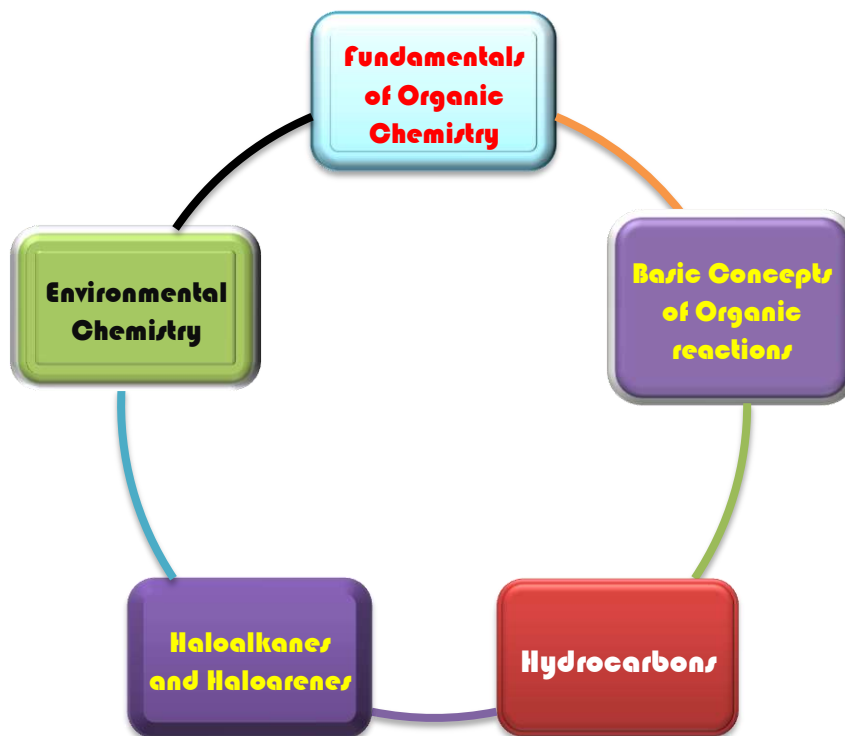 Fundamentals
of Organic
Chemistry
Basic Concepts
of Organic
reactions
Hydrocarbons
Haloalkanes
and Haloarenes
Environmental
Chemistry